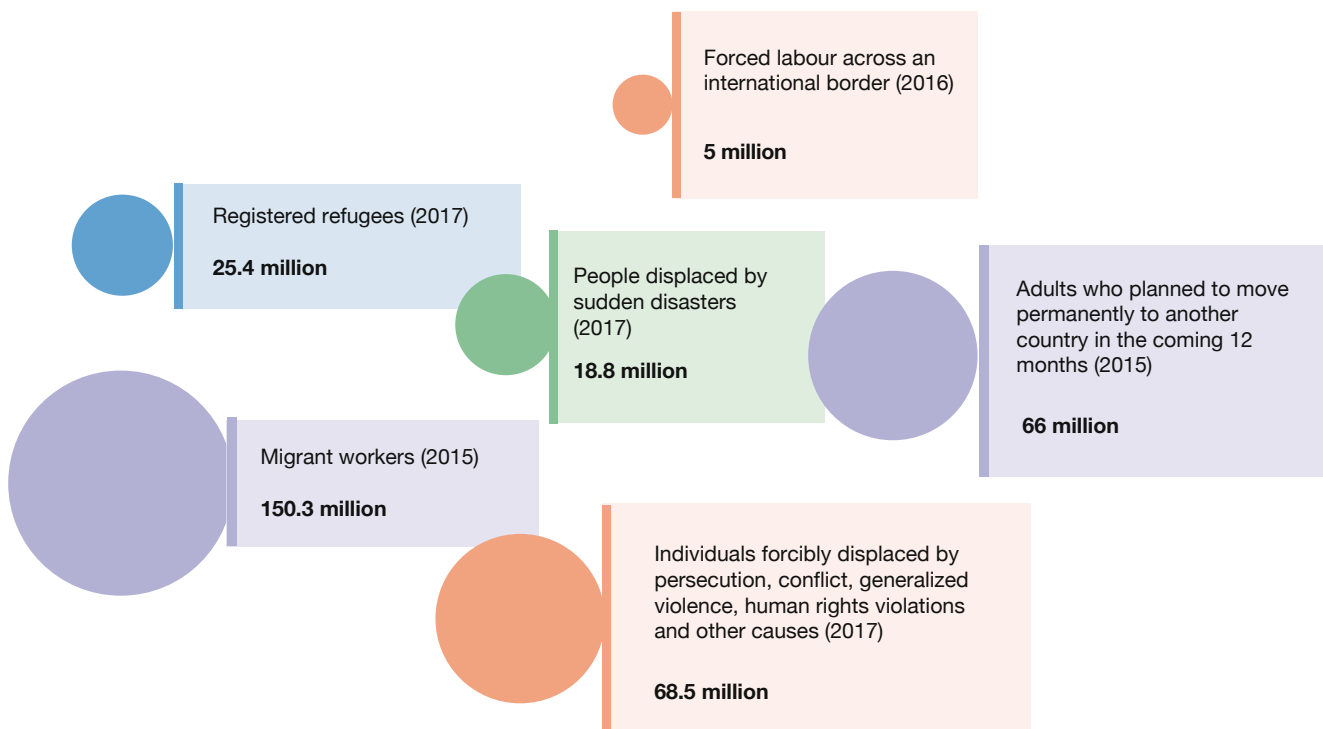 Forced labour across an
international border (2016)
5 million
Registered refugees (2017)
25.4 million
People displaced by
sudden disasters
(2017)
18.8 million
Adults who planned to move
permanently to another
country in the coming 12
months (2015)
66 million
Migrant workers (2015)
150.3 million
Individuals forcibly displaced by
persecution, conflict, generalized
violence, human rights violations
and other causes (2017)
68.5 million